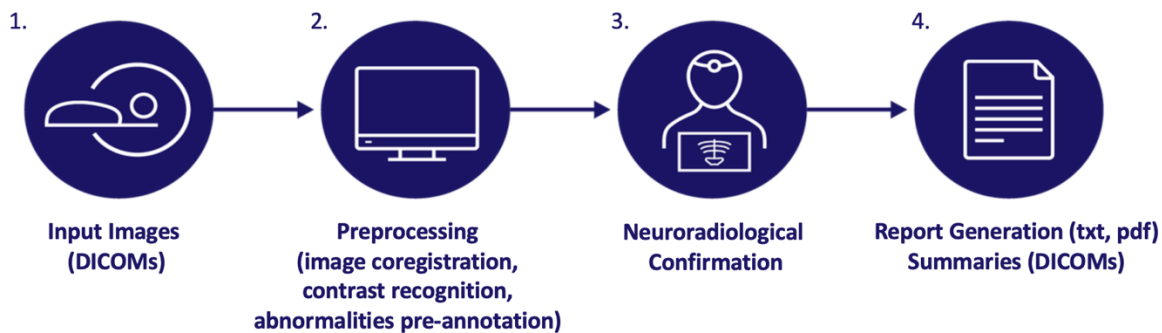 1.
2.
3.
4.
Input Images
(DICOMs)
Preprocessing
(image coregistration,
contrast recognition,
abnormalities pre-annotation)
Neuroradiological
Confirmation
Report Generation (txt, pdf)
Summaries (DICOMs)